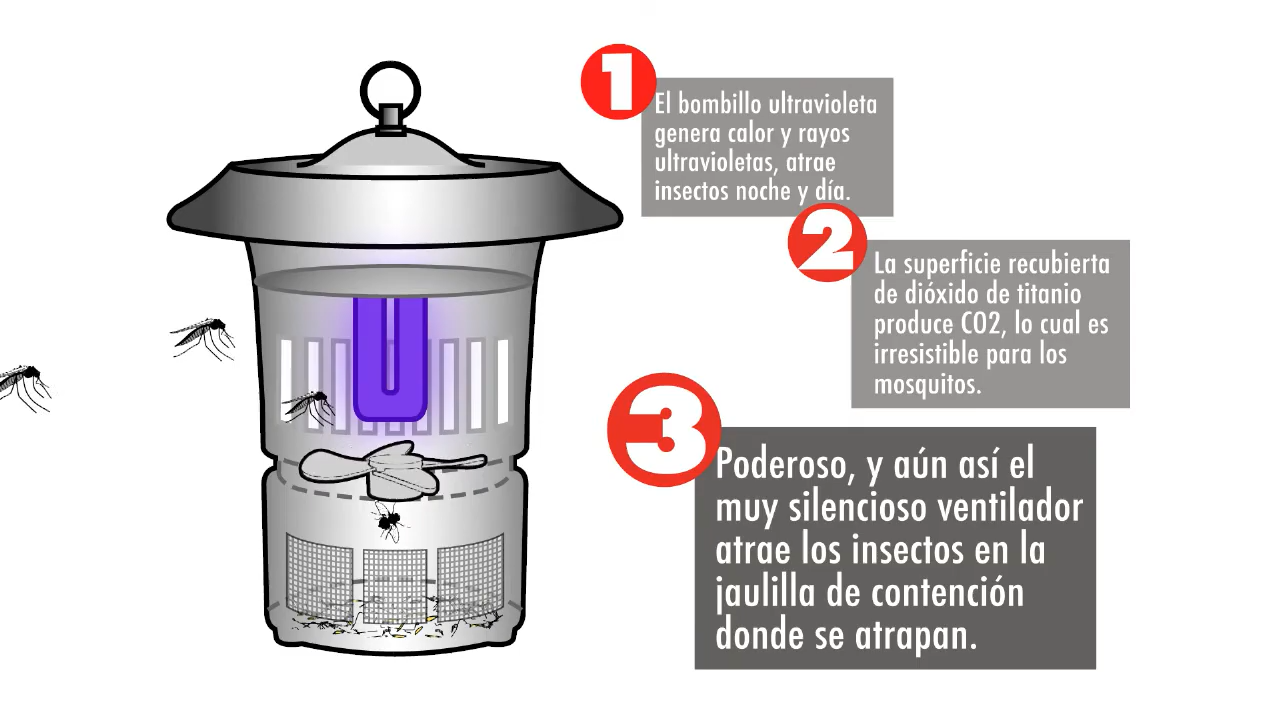 1
El bombillo ultravioleta
genera calor y rayos
ultravioletas, atrae
insectos noche y día.
2
La superficie recubierta
de dióxido de titanio
produce CO2, lo cual es
irresistible para los
mosquitos.
3
Poderoso, y aún así el
muy silencioso ventilador
atrae los insectos en la
jaulilla de contención
donde se atrapan.